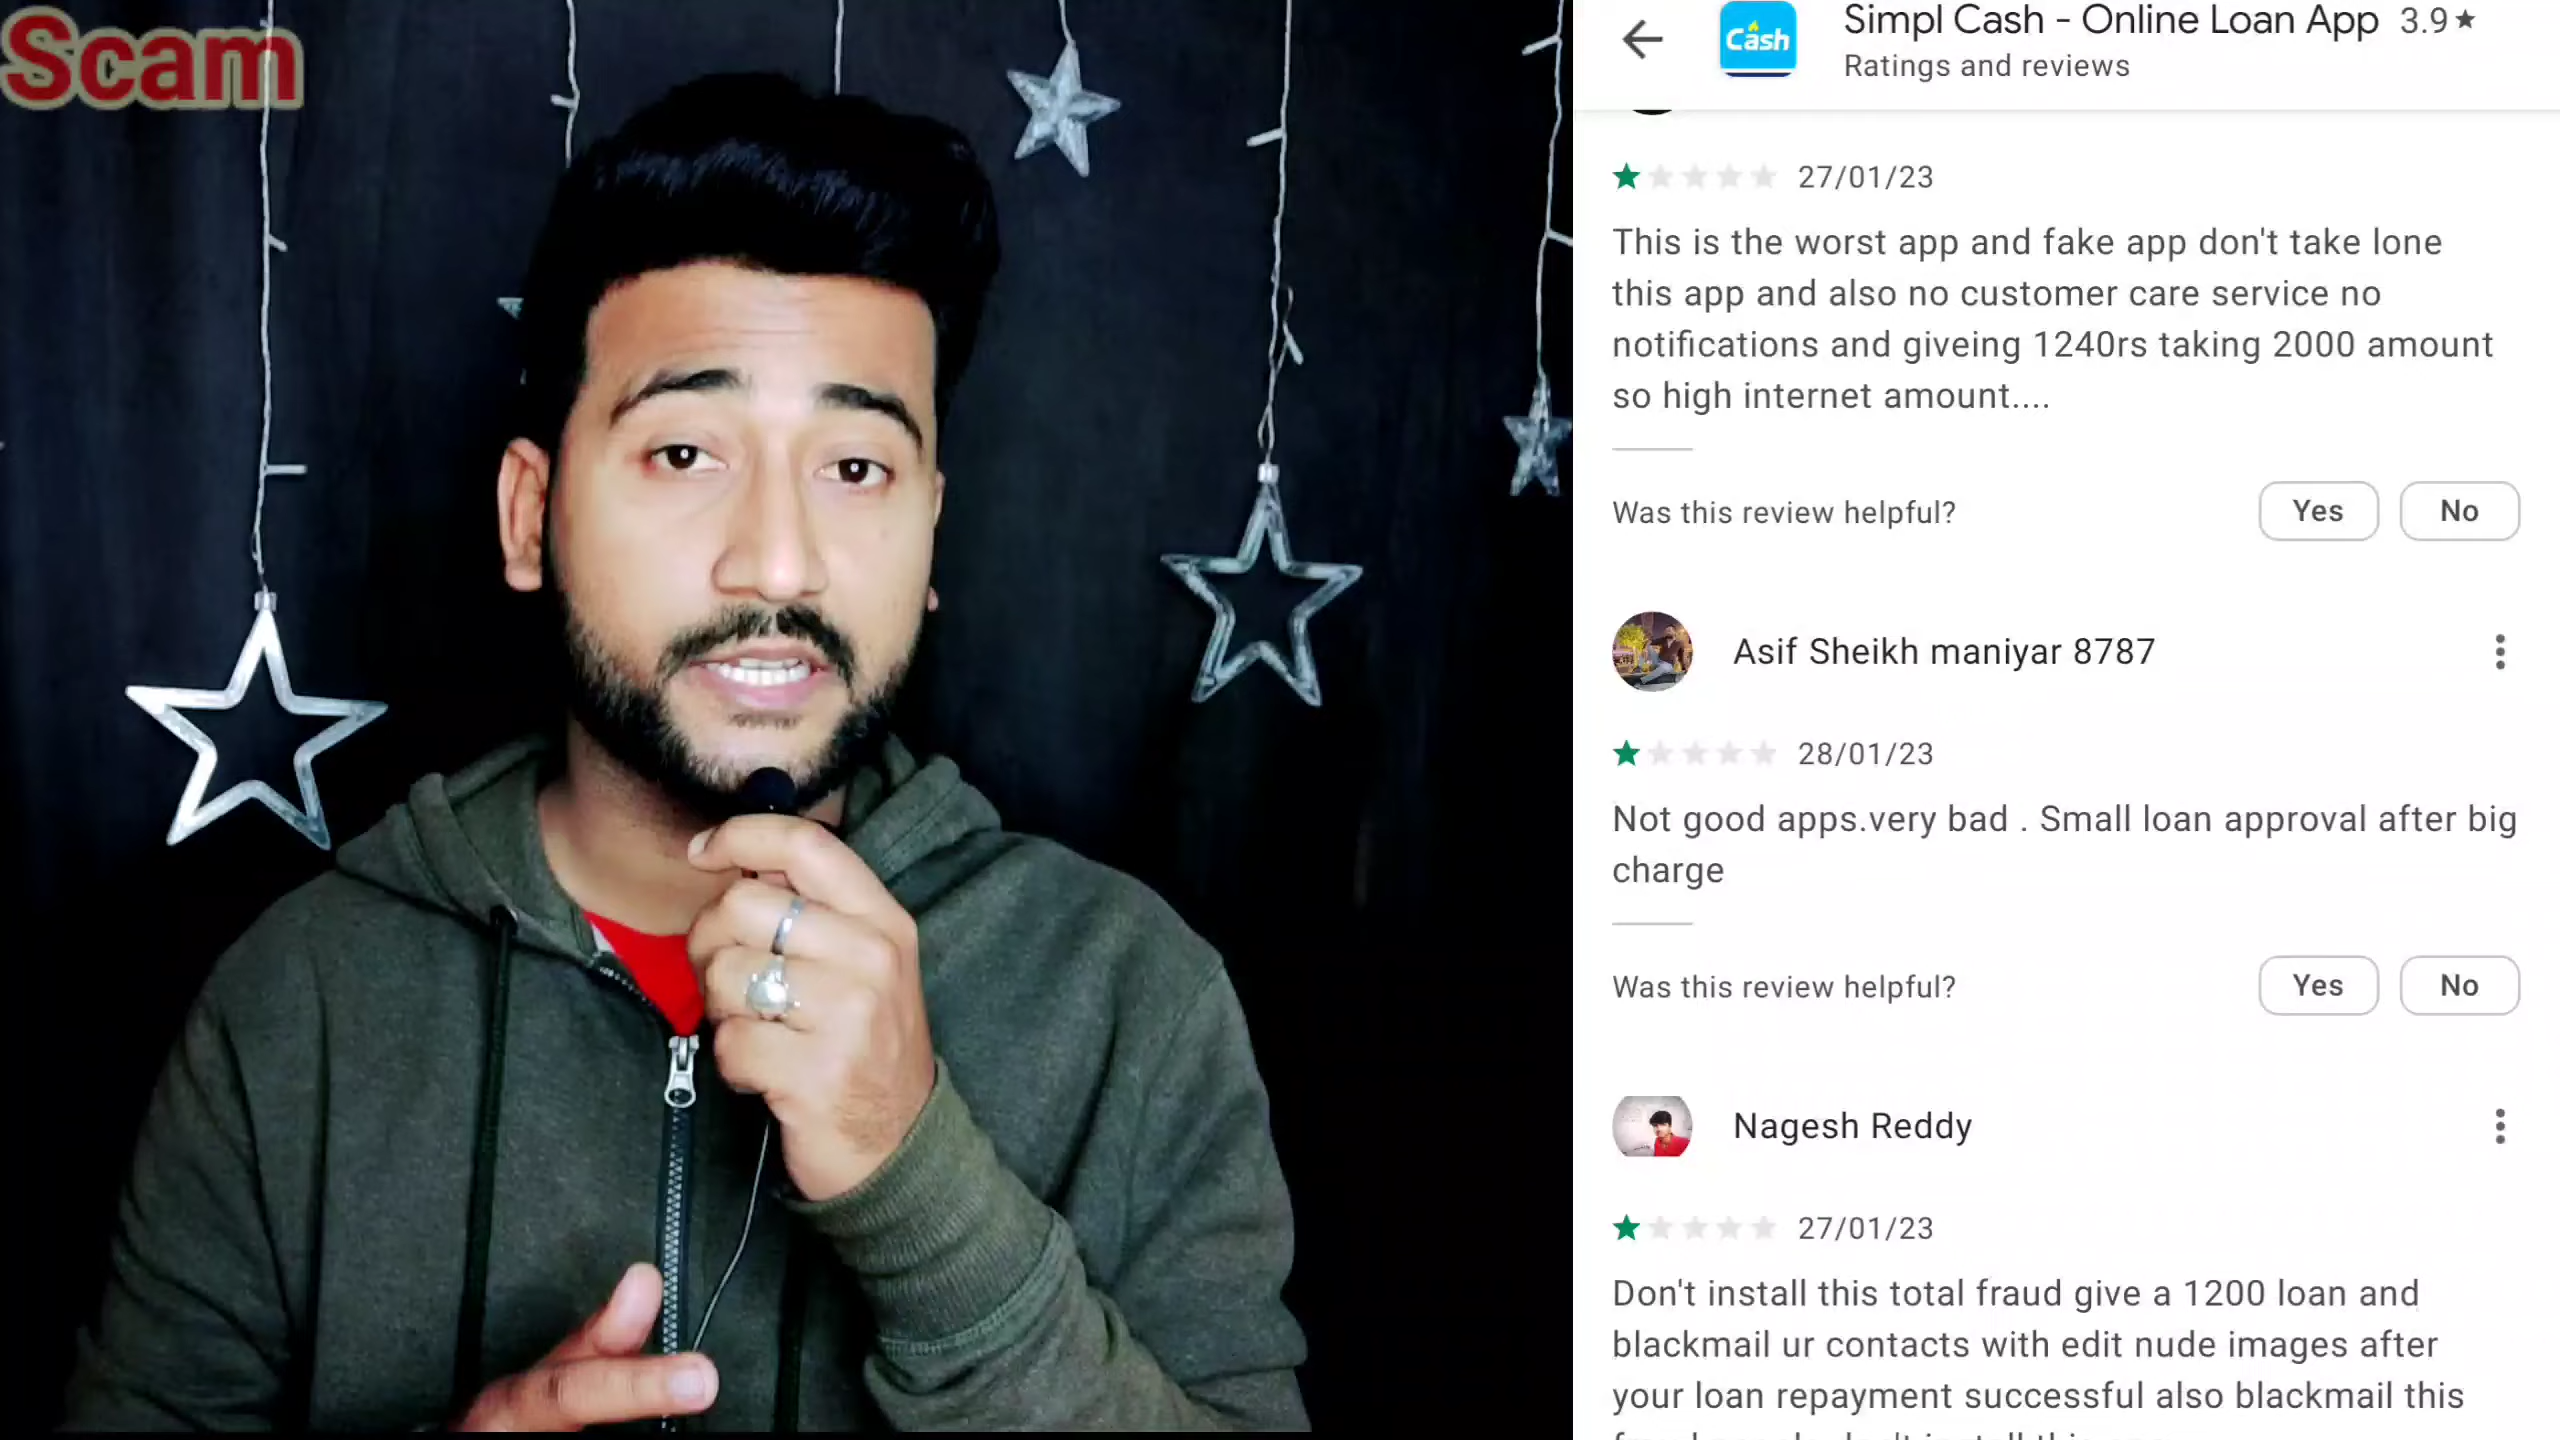 Scam
Cash
Simpl Cash - Online Loan App 3.9★
Ratings and reviews
27/01/23
This is the worst app and fake app don't take lone
this app and also no customer care service no
notifications and giveing 1240rs taking 2000 amount
so high internet amount....
Was this review helpful?
Yes
No
Asif Sheikh maniyar 8787
28/01/23
Not good apps.very bad . Small loan approval after big
charge
Was this review helpful?
Yes
No
Nagesh Reddy
27/01/23
Don't install this total fraud give a 1200 loan and
blackmail ur contacts with edit nude images after
your loan repayment successful also blackmail this